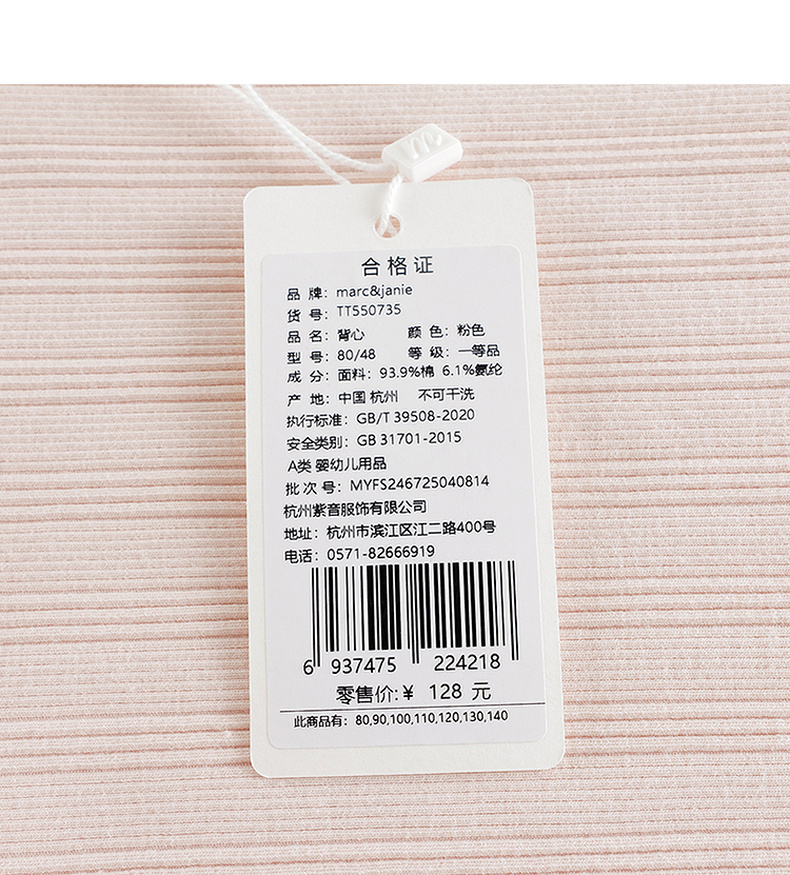 合格证
品 牌：marc&janie
货 号：TT550735
品 名：背心 颜 色：粉色
型 号：80/48 等 级：一等品
成 分：面料：93.9%棉 6.1%氨纶
产 地：中国 杭州 不可干洗
执行标准：GB/T 39508-2020
安全类别：GB 31701-2015
A类 婴幼儿用品
批 次 号：MYFS246725040814
杭州紫音服饰有限公司
地址：杭州市滨江区江二路400号
电话：0571-82666919
6 937475 224218
零售价:￥ 128 元
此商品有：80,90,100,110,120,130,140